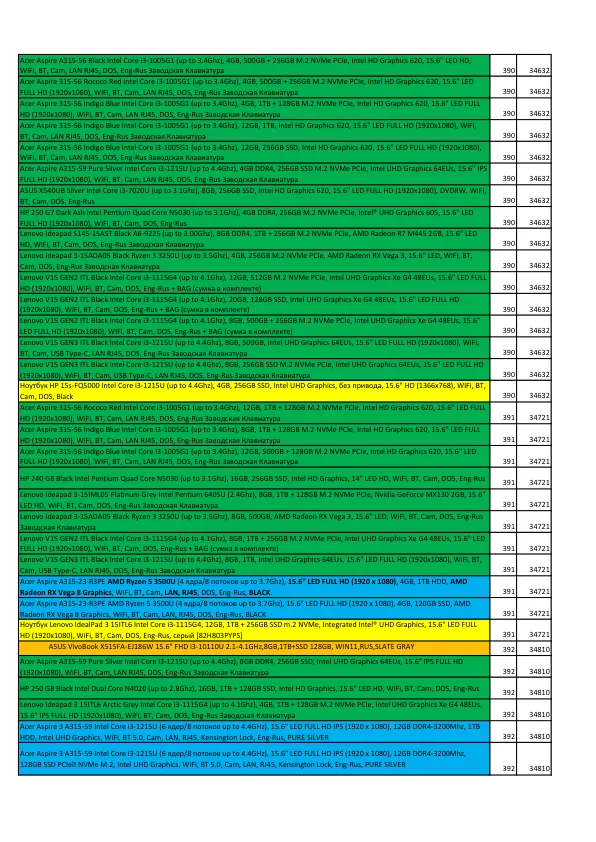 Acer Aspire A315-56 Black Intel Core i3-1005G1 (up to 3.4Ghz), 4GB, 500GB + 256GB M.2 NVMe PCIe, Intel HD Graphics 620, 15.6" LED HD,
WiFi, BT, Cam, LAN RJ45, DOS, Eng-Rus Заводская Клавиатура 390 34632
Acer Aspire 315-56 Rococo Red Intel Core i3-1005G1 (up to 3.4Ghz), 4GB, 500GB + 256GB M.2 NVMe PCIe, Intel HD Graphics 620, 15.6" LED
FULL HD (1920x1080), WiFi, BT, Cam, LAN RJ45, DOS, Eng-Rus Заводская Клавиатура 390 34632
Acer Aspire 315-56 Indigo Blue Intel Core i3-1005G1 (up to 3.4Ghz), 4GB, 1TB + 128GB M.2 NVMe PCIe, Intel HD Graphics 620, 15.6" LED FULL
HD (1920x1080), WiFi, BT, Cam, LAN RJ45, DOS, Eng-Rus Заводская Клавиатура 390 34632
Acer Aspire 315-56 Indigo Blue Intel Core i3-1005G1 (up to 3.4Ghz), 12GB, 1TB, Intel HD Graphics 620, 15.6" LED FULL HD (1920x1080), WiFi,
BT, Cam, LAN RJ45, DOS, Eng-Rus Заводская Клавиатура 390 34632
Acer Aspire 315-56 Indigo Blue Intel Core i3-1005G1 (up to 3.4Ghz), 12GB, 256GB SSD, Intel HD Graphics 620, 15.6" LED FULL HD (1920x1080),
WiFi, BT, Cam, LAN RJ45, DOS, Eng-Rus Заводская Клавиатура 390 34632
Acer Aspire A315-59 Pure Silver Intel Core i3-1215U (up to 4.4Ghz), 4GB DDR4, 256GB SSD M.2 NVMe PCIe, Intel UHD Graphics 64EUs, 15.6" IPS
FULL HD (1920x1080), WiFi, BT, Cam, LAN RJ45, DOS, Eng-Rus Заводская Клавиатура 390 34632
ASUS X540UB Silver Intel Core i3-7020U (up to 3.1Ghz), 8GB, 256GB SSD, Intel HD Graphics 620, 15.6" LED FULL HD (1920x1080), DVDRW, WiFi,
BT, Cam, DOS, Eng-Rus 390 34632
HP 250 G7 Dark Ash Intel Pentium Quad Core N5030 (up to 3.1Ghz), 4GB DDR4, 256GB M.2 NVMe PCIe, Intel® UHD Graphics 605, 15.6" LED
FULL HD (1920x1080), WiFi, BT, Cam, DOS, Eng-Rus 390 34632
Lenovo Ideapad S145-15AST Black A6-9225 (up to 3.00Ghz), 8GB DDR4, 1TB + 256GB M.2 NVMe PCIe, AMD Radeon R7 M445 2GB, 15.6" LED
HD, WiFi, BT, Cam, DOS, Eng-Rus Заводская Клавиатура 390 34632
Lenovo Ideapad 3-15ADA05 Black Ryzen 3 3250U (up to 3.5Ghz), 4GB, 256GB M.2 NVMe PCIe, AMD Radeon RX Vega 3, 15.6" LED, WiFi, BT,
Cam, DOS, Eng-Rus Заводская Клавиатура 390 34632
Lenovo V15 GEN2 ITL Black Intel Core i3-1115G4 (up to 4.1Ghz), 12GB, 512GB M.2 NVMe PCIe, Intel UHD Graphics Xe G4 48EUs, 15.6" LED FULL
HD (1920x1080), WiFi, BT, Cam, DOS, Eng-Rus + BAG (сумка в комплекте) 390 34632
Lenovo V15 GEN2 ITL Black Intel Core i3-1115G4 (up to 4.1Ghz), 20GB, 128GB SSD, Intel UHD Graphics Xe G4 48EUs, 15.6" LED FULL HD
(1920x1080), WiFi, BT, Cam, DOS, Eng-Rus + BAG (сумка в комплекте) 390 34632
Lenovo V15 GEN2 ITL Black Intel Core i3-1115G4 (up to 4.1Ghz), 8GB, 500GB + 256GB M.2 NVMe PCIe, Intel UHD Graphics Xe G4 48EUs, 15.6"
LED FULL HD (1920x1080), WiFi, BT, Cam, DOS, Eng-Rus + BAG (сумка в комплекте) 390 34632
Lenovo V15 GEN3 ITL Black Intel Core i3-1215U (up to 4.4Ghz), 8GB, 500GB, Intel UHD Graphics 64EUs, 15.6" LED FULL HD (1920x1080), WiFi,
BT, Cam, USB Type-C, LAN RJ45, DOS, Eng-Rus Заводская Клавиатура 390 34632
Lenovo V15 GEN3 ITL Black Intel Core i3-1215U (up to 4.4Ghz), 8GB, 256GB SSD M.2 NVMe PCIe, Intel UHD Graphics 64EUs, 15.6" LED FULL
HD (1920x1080), WiFi, BT, Cam, USB Type-C, LAN RJ45, DOS, Eng-Rus Заводская Клавиатура 390 34632
Ноутбук HP 15s-FQ5000 Intel Core i3-1215U (up to 4.4Ghz), 4GB, 256GB SSD, Intel UHD Graphics, без привода, 15.6" HD (1366x768), WiFi, BT,
Cam, DOS, Black 390 34632
Acer Aspire 315-56 Rococo Red Intel Core i3-1005G1 (up to 3.4Ghz), 12GB, 1TB + 128GB M.2 NVMe PCIe, Intel HD Graphics 620, 15.6" LED
FULL HD (1920x1080), WiFi, BT, Cam, LAN RJ45, DOS, Eng-Rus Заводская Клавиатура 391 34721
Acer Aspire 315-56 Indigo Blue Intel Core i3-1005G1 (up to 3.4Ghz), 8GB, 1TB + 128GB M.2 NVMe PCIe, Intel HD Graphics 620, 15.6" LED FULL
HD (1920x1080), WiFi, BT, Cam, LAN RJ45, DOS, Eng-Rus Заводская Клавиатура 391 34721
Acer Aspire 315-56 Indigo Blue Intel Core i3-1005G1 (up to 3.4Ghz), 12GB, 500GB + 128GB M.2 NVMe PCIe, Intel HD Graphics 620, 15.6" LED
FULL HD (1920x1080), WiFi, BT, Cam, LAN RJ45, DOS, Eng-Rus Заводская Клавиатура 391 34721
HP 240 G8 Black Intel Pentium Quad Core N5030 (up to 3.1Ghz), 16GB, 256GB SSD, Intel HD Graphics, 14" LED HD, WiFi, BT, Cam, DOS, Eng-Rus 391 34721
Lenovo Ideapad 3-15IML05 Platinum Grey Intel Pentium 6405U (2.4Ghz), 8GB, 1TB + 128GB M.2 NVMe PCIe, Nvidia GeForce MX130 2GB, 15.6"
LED HD, WiFi, BT, Cam, DOS, Eng-Rus Заводская Клавиатура 391 34721
Lenovo Ideapad 3-15ADA05 Black Ryzen 3 3250U (up to 3.5Ghz), 8GB, 500GB, AMD Radeon RX Vega 3, 15.6" LED, WiFi, BT, Cam, DOS, Eng-Rus
Заводская Клавиатура 391 34721
Lenovo V15 GEN2 ITL Black Intel Core i3-1115G4 (up to 4.1Ghz), 8GB, 1TB + 256GB M.2 NVMe PCIe, Intel UHD Graphics Xe G4 48EUs, 15.6" LED
FULL HD (1920x1080), WiFi, BT, Cam, DOS, Eng-Rus + BAG (сумка в комплекте) 391 34721
Lenovo V15 GEN3 ITL Black Intel Core i3-1215U (up to 4.4Ghz), 8GB, 1TB, Intel UHD Graphics 64EUs, 15.6" LED FULL HD (1920x1080), WiFi, BT,
Cam, USB Type-C, LAN RJ45, DOS, Eng-Rus Заводская Клавиатура 391 34721
Acer Aspire A315-23-R3PE AMD Ryzen 5 3500U (4 ядра/8 потоков up to 3.7Ghz), 15.6" LED FULL HD (1920 x 1080), 4GB, 1TB HDD, AMD
Radeon RX Vega 8 Graphics, WiFi, BT, Cam, LAN, RJ45, DOS, Eng-Rus, BLACK 391 34721
Acer Aspire A315-23-R3PE AMD Ryzen 5 3500U (4 ядра/8 потоков up to 3.7Ghz), 15.6" LED FULL HD (1920 x 1080), 4GB, 120GB SSD, AMD
Radeon RX Vega 8 Graphics, WiFi, BT, Cam, LAN, RJ45, DOS, Eng-Rus, BLACK 391 34721
Ноутбук Lenovo IdealPad 3 15ITL6 Intel Core i3-1115G4, 12GB, 1TB + 256GB SSD m.2 NVMe, Integrated Intel® UHD Graphics, 15.6" LED FULL
HD (1920x1080), WiFi, BT, Cam, DOS, Eng-Rus, серый [82H803PYPS] 391 34721
ASUS VivoBook X515FA-EJ186W 15.6" FHD i3-10110U 2.1-4.1GHz,8GB,1TB+SSD 128GB, WIN11,RUS,SLATE GRAY 392 34810
Acer Aspire A315-59 Pure Silver Intel Core i3-1215U (up to 4.4Ghz), 8GB DDR4, 256GB SSD M.2 NVMe PCIe, Intel UHD Graphics, 15.6" IPS FULL
HD (1920x1080), WiFi, BT, Cam, LAN RJ45, DOS, Eng-Rus Заводская Клавиатура 392 34810
HP 250 G8 Black Intel Dual Core N4020 (up to 2.8Ghz), 16GB, 1TB + 128GB SSD, Intel HD Graphics, 15.6" LED HD, WiFi, BT, Cam, DOS, Eng-Rus 392 34810
Lenovo Ideapad 3 15ITL6 Arctic Grey Intel Core i3-1115G4 (up to 4.1Ghz), 4GB, 1TB + 128GB M.2 NVMe PCIe, Intel UHD Graphics Xe G4 48EUs,
15.6" IPS FULL HD (1920x1080), WiFi, BT, Cam, DOS, Eng-Rus Заводская Клавиатура 392 34810
Acer Aspire 3 A315-59 Intel Core i3-1215U (6 ядер/8 потоков up to 4.4GHz), 15.6" LED FULL HD IPS (1920 x 1080), 12GB DDR4-3200Mhz, 1TB
HDD, Intel UHD Graphics, WiFi, BT 5.0, Cam, LAN, RJ45, Kensington Lock, Eng-Rus, PURE SILVER 392 34810
Acer Aspire 3 A315-59 Intel Core i3-1215U (6 ядер/8 потоков up to 4.4GHz), 15.6" LED FULL HD IPS (1920 x 1080), 12GB DDR4-3200Mhz,
128GB SSD PCIe® NVMe M.2, Intel UHD Graphics, WiFi, BT 5.0, Cam, LAN, RJ45, Kensington Lock, Eng-Rus, PURE SILVER 392 34810